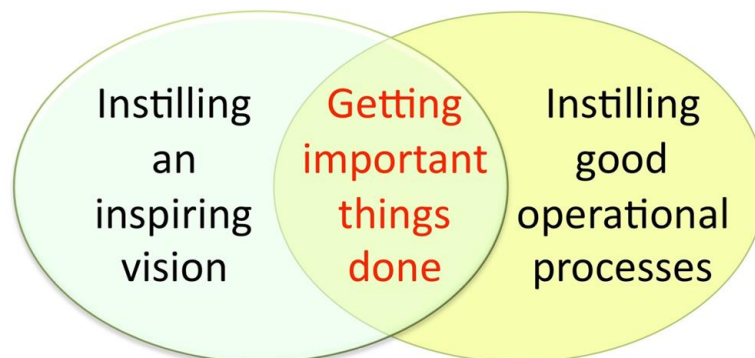 Instilling
an
inspiring
vision
Getting
important
things
done
Instilling
good
operational
processes